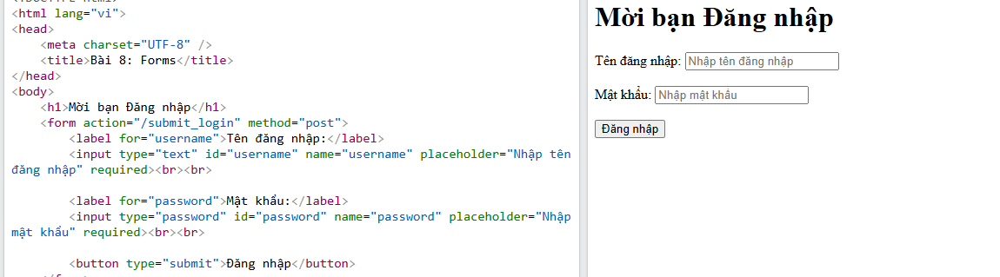 <!DOCTYPE html>
<html lang="vi">
<head>
<meta charset="UTF-8" />
<title>Bài 8: Forms</title>
</head>
<body>
<h1>Mời bạn Đăng nhập</h1>
<form action="/submit_login" method="post">
<label for="username">Tên đăng nhập:</label>
<input type="text" id="username" name="username" placeholder="Nhập tên
đăng nhập" required><br><br>
<label for="password">Mật khẩu:</label>
<input type="password" id="password" name="password" placeholder="Nhập
mật khẩu" required><br><br>
<button type="submit">Đăng nhập</button>
Mời bạn Đăng nhập
Tên đăng nhập: Nhập tên đăng nhập
Mật khẩu: Nhập mật khẩu
Đăng nhập